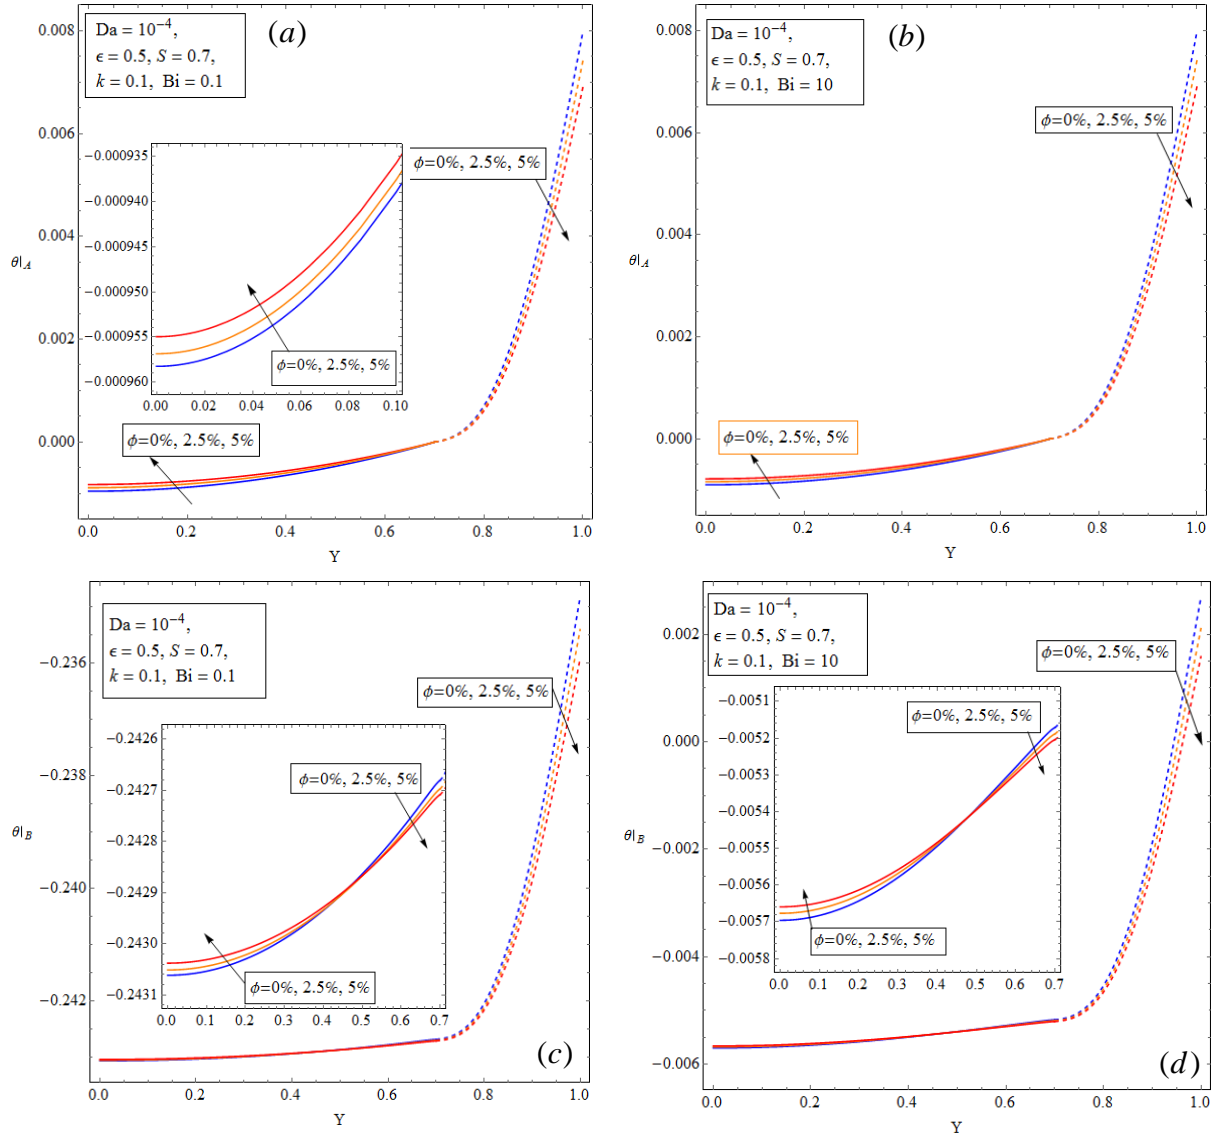 (a)
Da = 10⁻⁴,
ϵ = 0.5, S = 0.7,
k = 0.1, Bi = 0.1
0.008
0.006
0.004
0.002
0.000
θ|A
ϕ=0%, 2.5%, 5%
−0.000935
−0.000940
−0.000945
−0.000950
−0.000955
−0.000960
ϕ=0%, 2.5%, 5%
0.00 0.02 0.04 0.06 0.08 0.10
ϕ=0%, 2.5%, 5%
0.0 0.2 0.4 0.6 0.8 1.0
Y
(b)
Da = 10⁻⁴,
ϵ = 0.5, S = 0.7,
k = 0.1, Bi = 10
0.008
0.006
0.004
0.002
0.000
θ|A
ϕ=0%, 2.5%, 5%
ϕ=0%, 2.5%, 5%
0.0 0.2 0.4 0.6 0.8 1.0
Y
Da = 10⁻⁴,
ϵ = 0.5, S = 0.7,
k = 0.1, Bi = 0.1
−0.236
−0.238
−0.240
−0.242
θ|B
ϕ=0%, 2.5%, 5%
−0.2426
−0.2427
−0.2428
−0.2429
−0.2430
−0.2431
ϕ=0%, 2.5%, 5%
ϕ=0%, 2.5%, 5%
0.0 0.1 0.2 0.3 0.4 0.5 0.6 0.7
(c)
0.0 0.2 0.4 0.6 0.8 1.0
Y
Da = 10⁻⁴,
ϵ = 0.5, S = 0.7,
k = 0.1, Bi = 10
0.002
0.000
−0.002
−0.004
−0.006
θ|B
ϕ=0%, 2.5%, 5%
−0.0051
−0.0052
−0.0053
−0.0054
−0.0055
−0.0056
−0.0057
−0.0058
ϕ=0%, 2.5%, 5%
ϕ=0%, 2.5%, 5%
0.0 0.1 0.2 0.3 0.4 0.5 0.6 0.7
(d)
0.0 0.2 0.4 0.6 0.8 1.0
Y